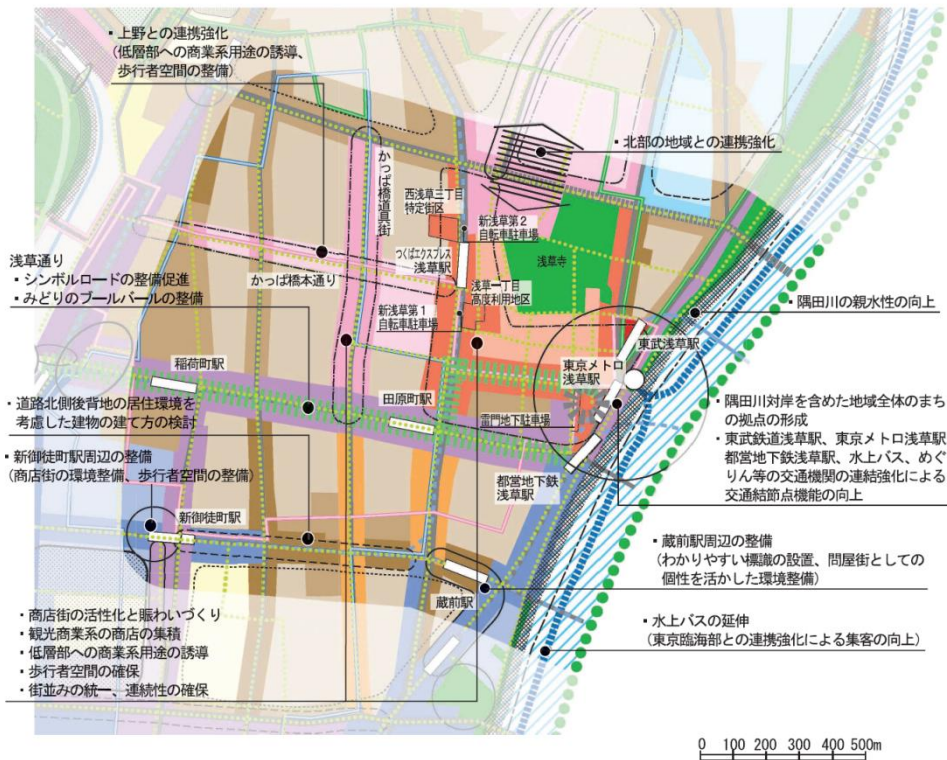 ・上野との連携強化
（低層部への商業系用途の誘導、
歩行者空間の整備）
・北部の地域との連携強化
かっぱ橋道具街
西浅草三丁目
特定街区
新浅草第2
自転車駐車場
つくばエクスプレス
浅草駅
浅草寺
浅草通り
・シンボルロードの整備促進
・みどりのブールバールの整備
かっぱ橋本通り
浅草一丁目
高度利用地区
新浅草第1
自転車駐車場
・隅田川の親水性の向上
東武浅草駅
東京メトロ
浅草駅
稲荷町駅
田原町駅
・道路北側後背地の居住環境を
考慮した建物の建て方の検討
雷門地下駐車場
・隅田川対岸を含めた地域全体のまち
の拠点の形成
・東武鉄道浅草駅、東京メトロ浅草駅
都営地下鉄浅草駅、水上バス、めぐ
りん等の交通機関の連結強化による
交通結節点機能の向上
・新御徒町駅周辺の整備
（商店街の環境整備、歩行者空間の整備）
都営地下鉄
浅草駅
新御徒町駅
・蔵前駅周辺の整備
（わかりやすい標識の設置、問屋街としての
個性を活かした環境整備）
蔵前駅
・商店街の活性化と賑わいづくり
・観光商業系の商店の集積
・低層部への商業系用途の誘導
・歩行者空間の確保
・街並みの統一、連続性の確保
・水上バスの延伸
（東京臨海部との連携強化による集客の向上）
0 100 200 300 400 500m